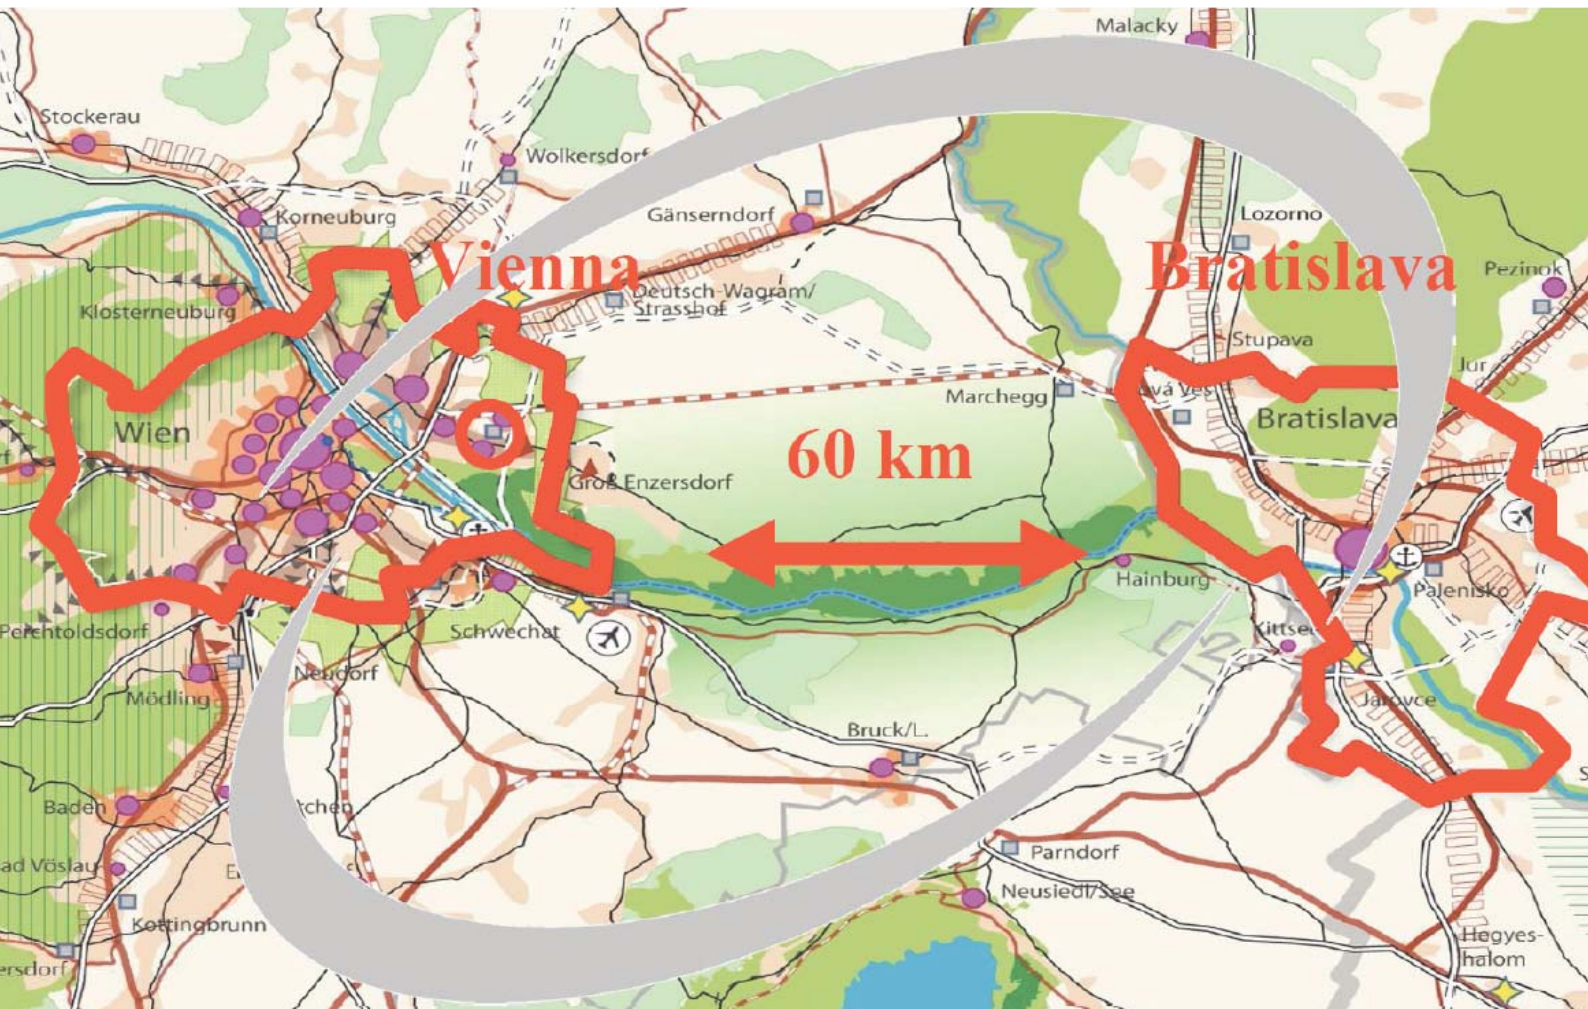 Malacky
Stockerau
Wolkersdorf
Korneuburg
Gänserndorf
Lozorno
Vienna
Bratislava
Pezinok
Deutsch-Wagram/
Strasshof
Klosterneuburg
Stupava
Jur
Marchegg
Wien
Bratislava
60 km
Groß Enzersdorf
Hainburg
Palenisko
Perchtoldsdorf
Schwechat
Kittsee
Neudorf
Mödling
Jarovce
Bruck/L.
Baden
Parndorf
Neusiedl/See
Kottingbrunn
Hegyes-
halom